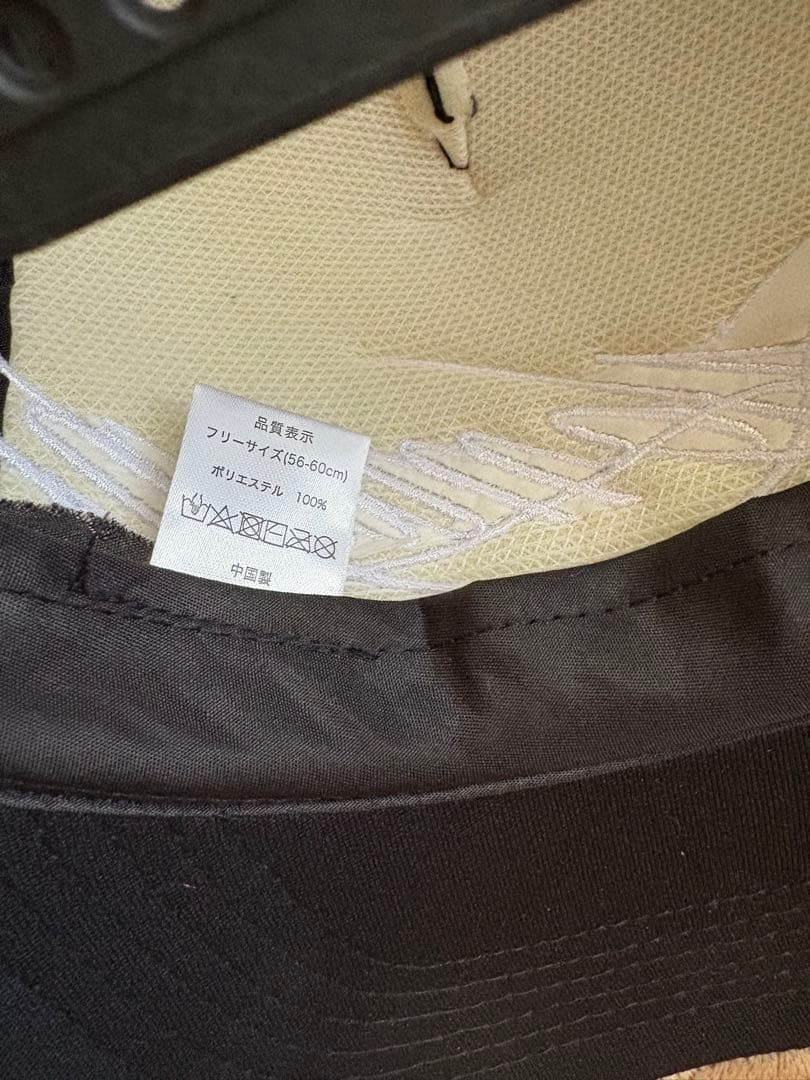 品質表示
フリーサイズ(56-60cm)
ポリエステル 100%
中国製